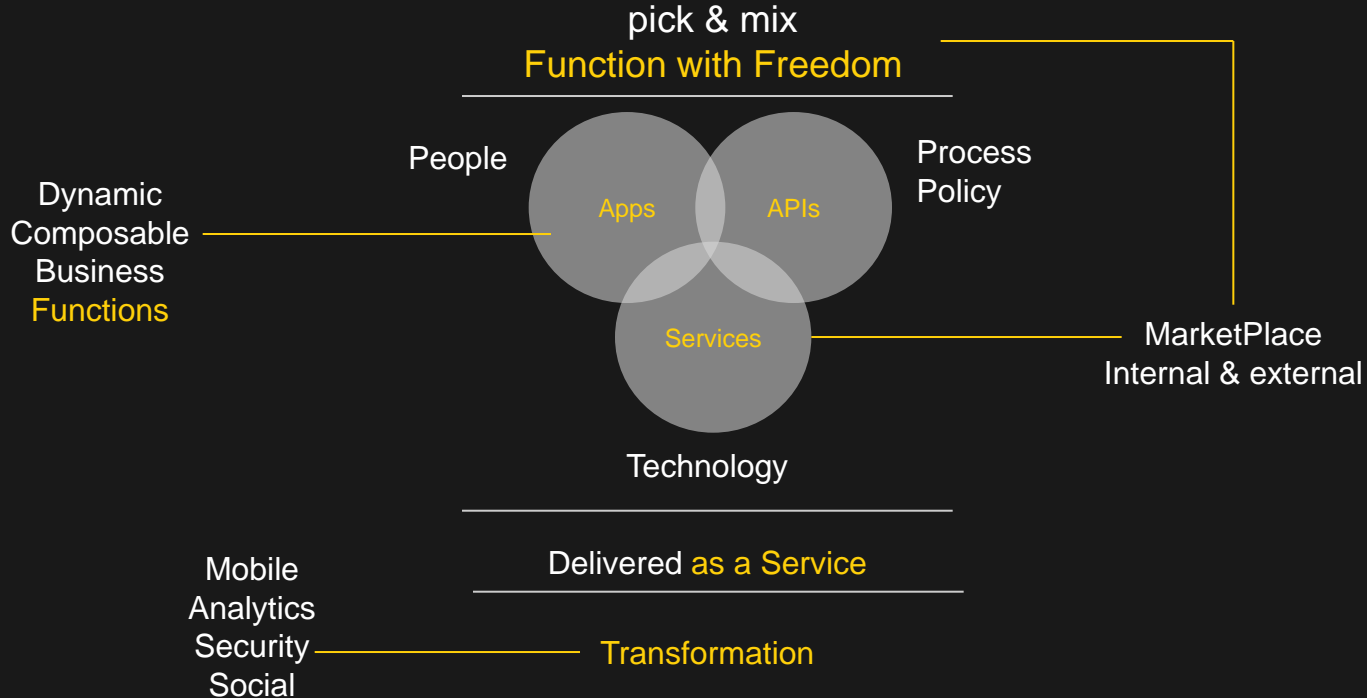 pick & mix
Function with Freedom
People
Process
Policy
Apps
APIs
Dynamic
Composable
Business
Functions
Services
MarketPlace
Internal & external
Technology
Delivered as a Service
Mobile
Analytics
Security
Social
Transformation